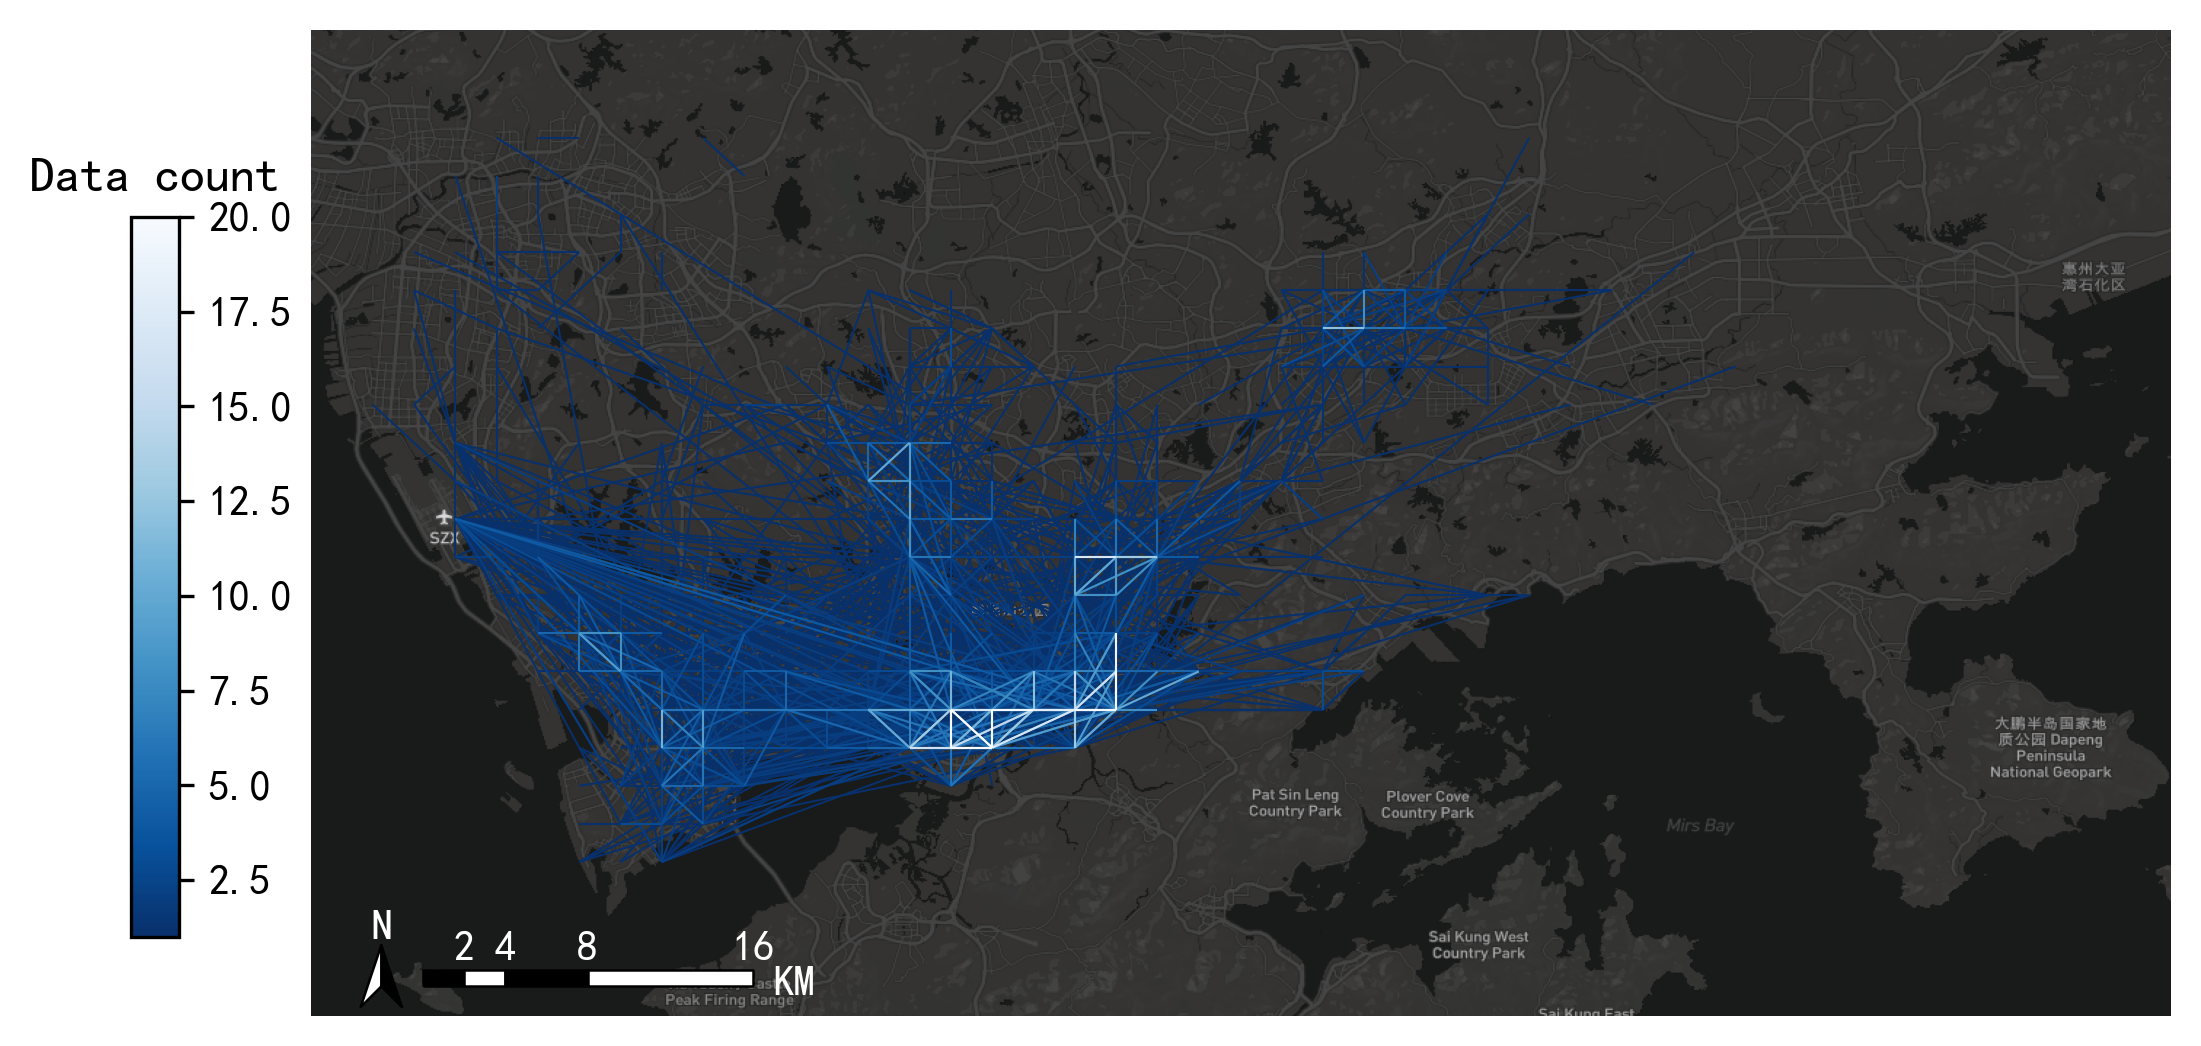 Data count
20.0
17.5
15.0
12.5
10.0
7.5
5.0
2.5
惠州大亚
湾石化区
SZX
大鹏半岛国家地
质公园 Dapeng
Peninsula
National Geopark
Pat Sin Leng
Country Park
Plover Cove
Country Park
Mirs Bay
Sai Kung West
Country Park
N
2 4 8 16
KM
Peak Firing Range
Sai Kung East